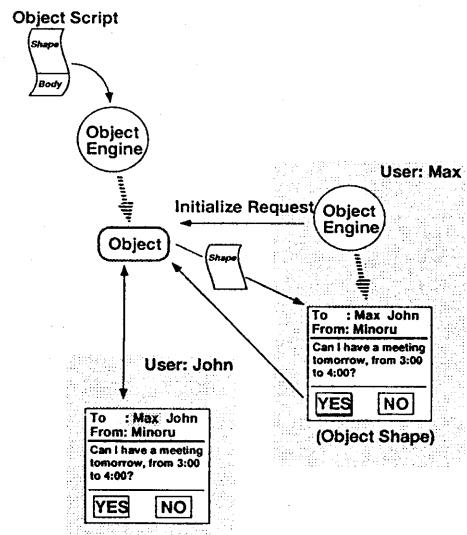 Object Script
Shape
Body
Object
Engine
User: Max
Initialize Request
Object
Engine
Object
Shape
To : Max John
From: Minoru
Can I have a meeting
tomorrow, from 3:00
to 4:00?
YES NO
(Object Shape)
User: John
To : Max John
From: Minoru
Can I have a meeting
tomorrow, from 3:00
to 4:00?
YES NO